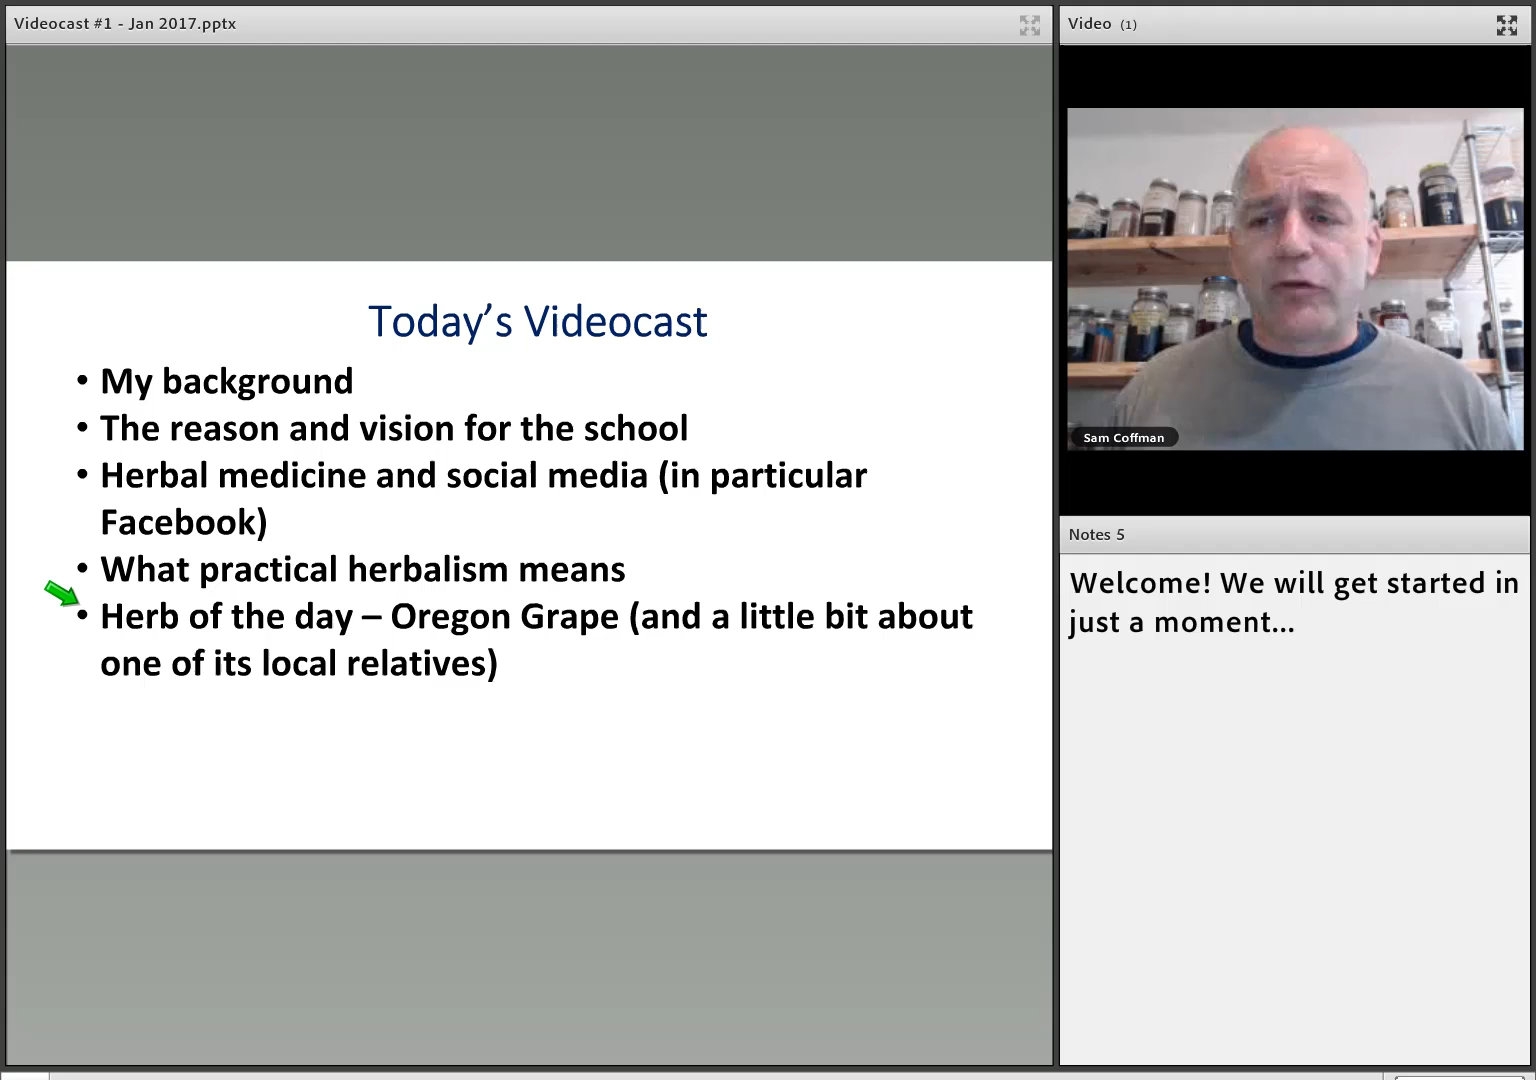 Videocast #1 - Jan 2017.pptx
Today’s Videocast
• My background
• The reason and vision for the school
• Herbal medicine and social media (in particular
Facebook)
• What practical herbalism means
• Herb of the day – Oregon Grape (and a little bit about
one of its local relatives)
Video (1)
Sam Coffman
Notes 5
Welcome! We will get started in
just a moment...